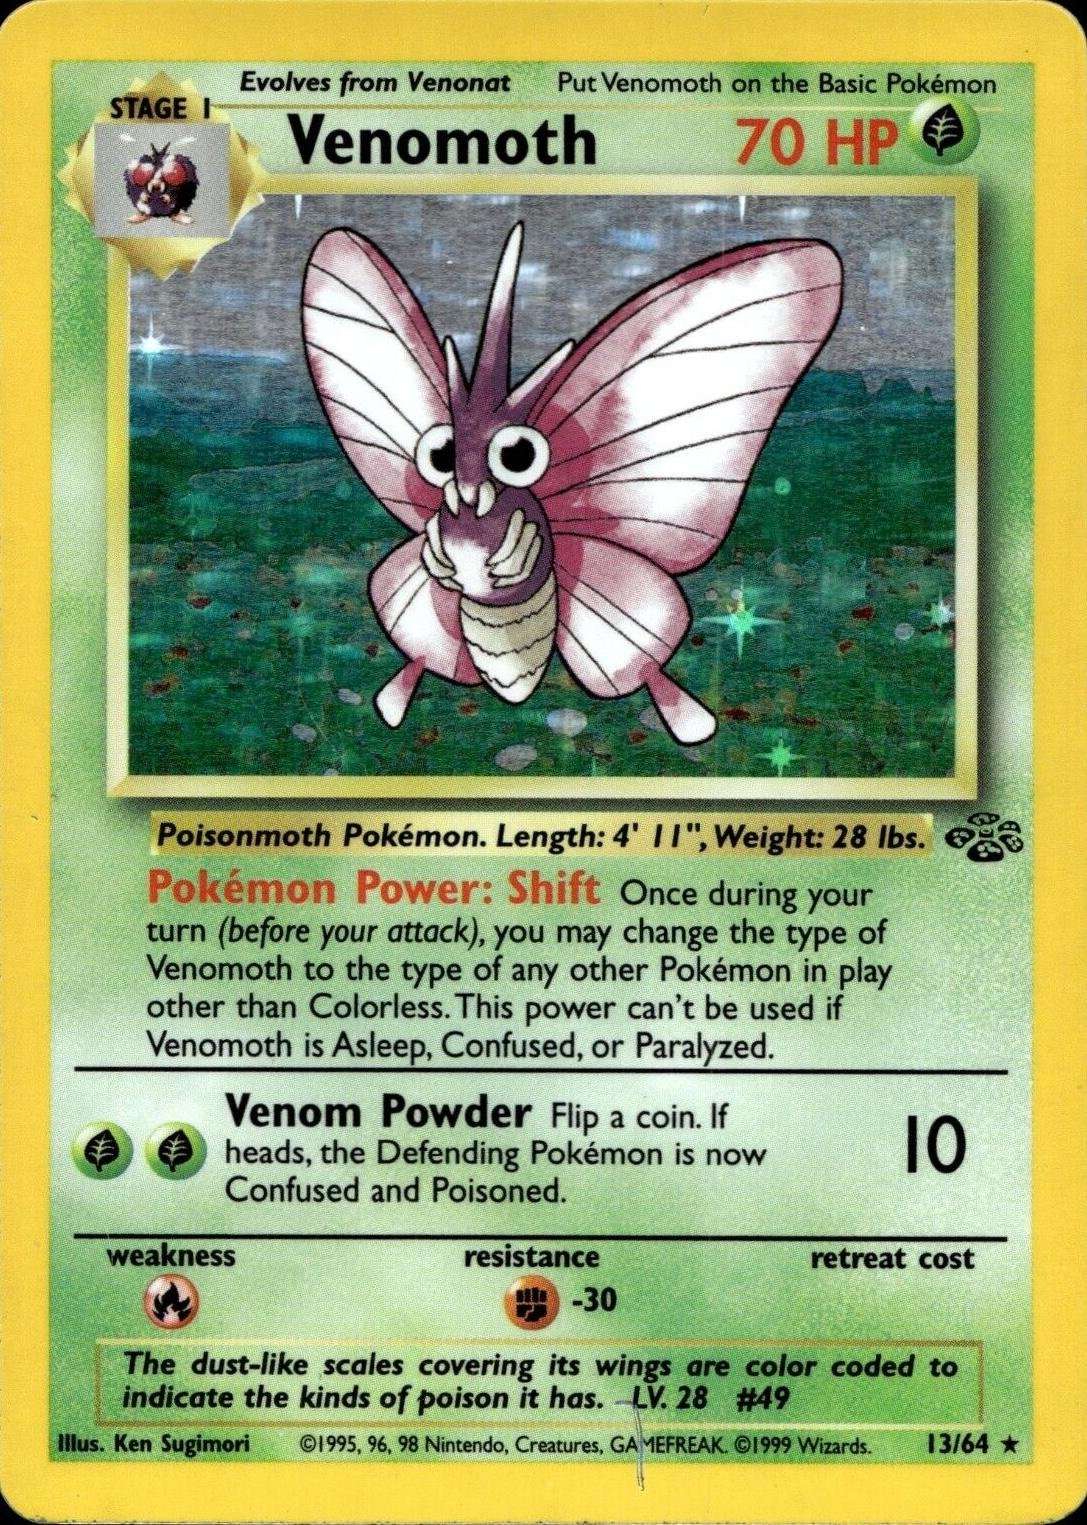 Evolves from Venonat Put Venomoth on the Basic Pokémon
STAGE 1
Venomoth 70 HP
Poisonmoth Pokémon. Length: 4' 11", Weight: 28 lbs.
Pokémon Power: Shift Once during your
turn (before your attack), you may change the type of
Venomoth to the type of any other Pokémon in play
other than Colorless. This power can't be used if
Venomoth is Asleep, Confused, or Paralyzed.
Venom Powder Flip a coin. If
heads, the Defending Pokémon is now
Confused and Poisoned.
10
weakness resistance retreat cost
-30
The dust-like scales covering its wings are color coded to
indicate the kinds of poison it has. LV. 28 #49
Illus. Ken Sugimori ©1995, 96, 98 Nintendo, Creatures, GAMEFREAK. ©1999 Wizards. 13/64 ★